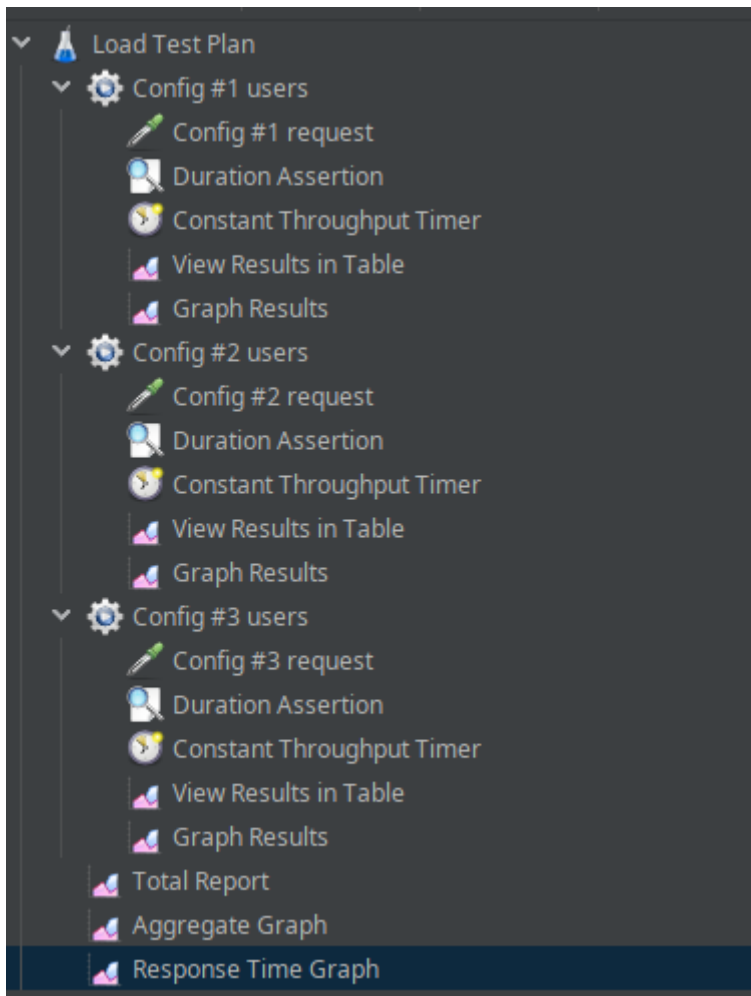 Load Test Plan
Config #1 users
Config #1 request
Duration Assertion
Constant Throughput Timer
View Results in Table
Graph Results
Config #2 users
Config #2 request
Duration Assertion
Constant Throughput Timer
View Results in Table
Graph Results
Config #3 users
Config #3 request
Duration Assertion
Constant Throughput Timer
View Results in Table
Graph Results
Total Report
Aggregate Graph
Response Time Graph